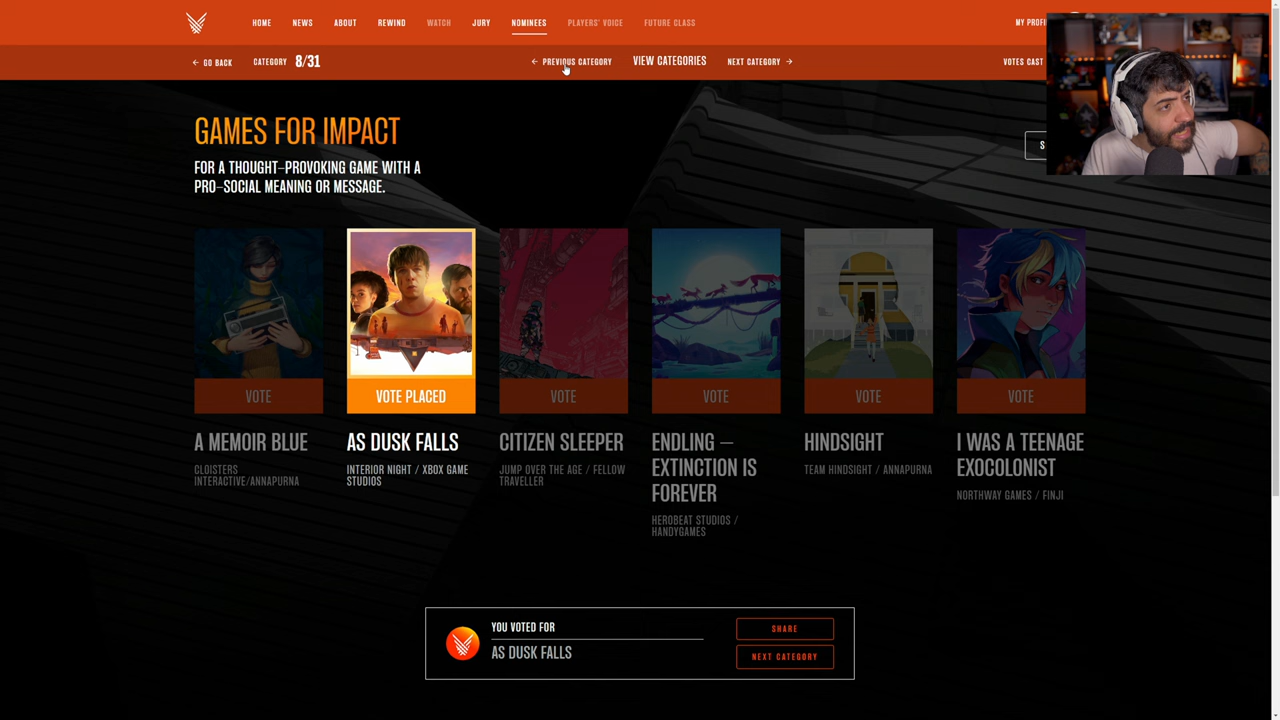 HOME NEWS ABOUT REWIND WATCH JURY NOMINEES PLAYERS' VOICE FUTURE CLASS MY
← GO BACK CATEGORY 8/31 ← PREVIOUS CATEGORY VIEW CATEGORIES NEXT CATEGORY → VOTES CAST
GAMES FOR IMPACT
FOR A THOUGHT–PROVOKING GAME WITH A
PRO–SOCIAL MEANING OR MESSAGE.
VOTE VOTE PLACED VOTE VOTE VOTE VOTE
A MEMOIR BLUE
CLOISTERS
INTERACTIVE/ANNAPURNA
AS DUSK FALLS
INTERIOR NIGHT / XBOX GAME
STUDIOS
CITIZEN SLEEPER
JUMP OVER THE AGE / FELLOW
TRAVELLER
ENDLING –
EXTINCTION IS
FOREVER
HEROBEAT STUDIOS /
HANDYGAMES
HINDSIGHT
TEAM HINDSIGHT / ANNAPURNA
I WAS A TEENAGE
EXOCOLONIST
NORTHWAY GAMES / FINJI
YOU VOTED FOR
AS DUSK FALLS
SHARE
NEXT CATEGORY